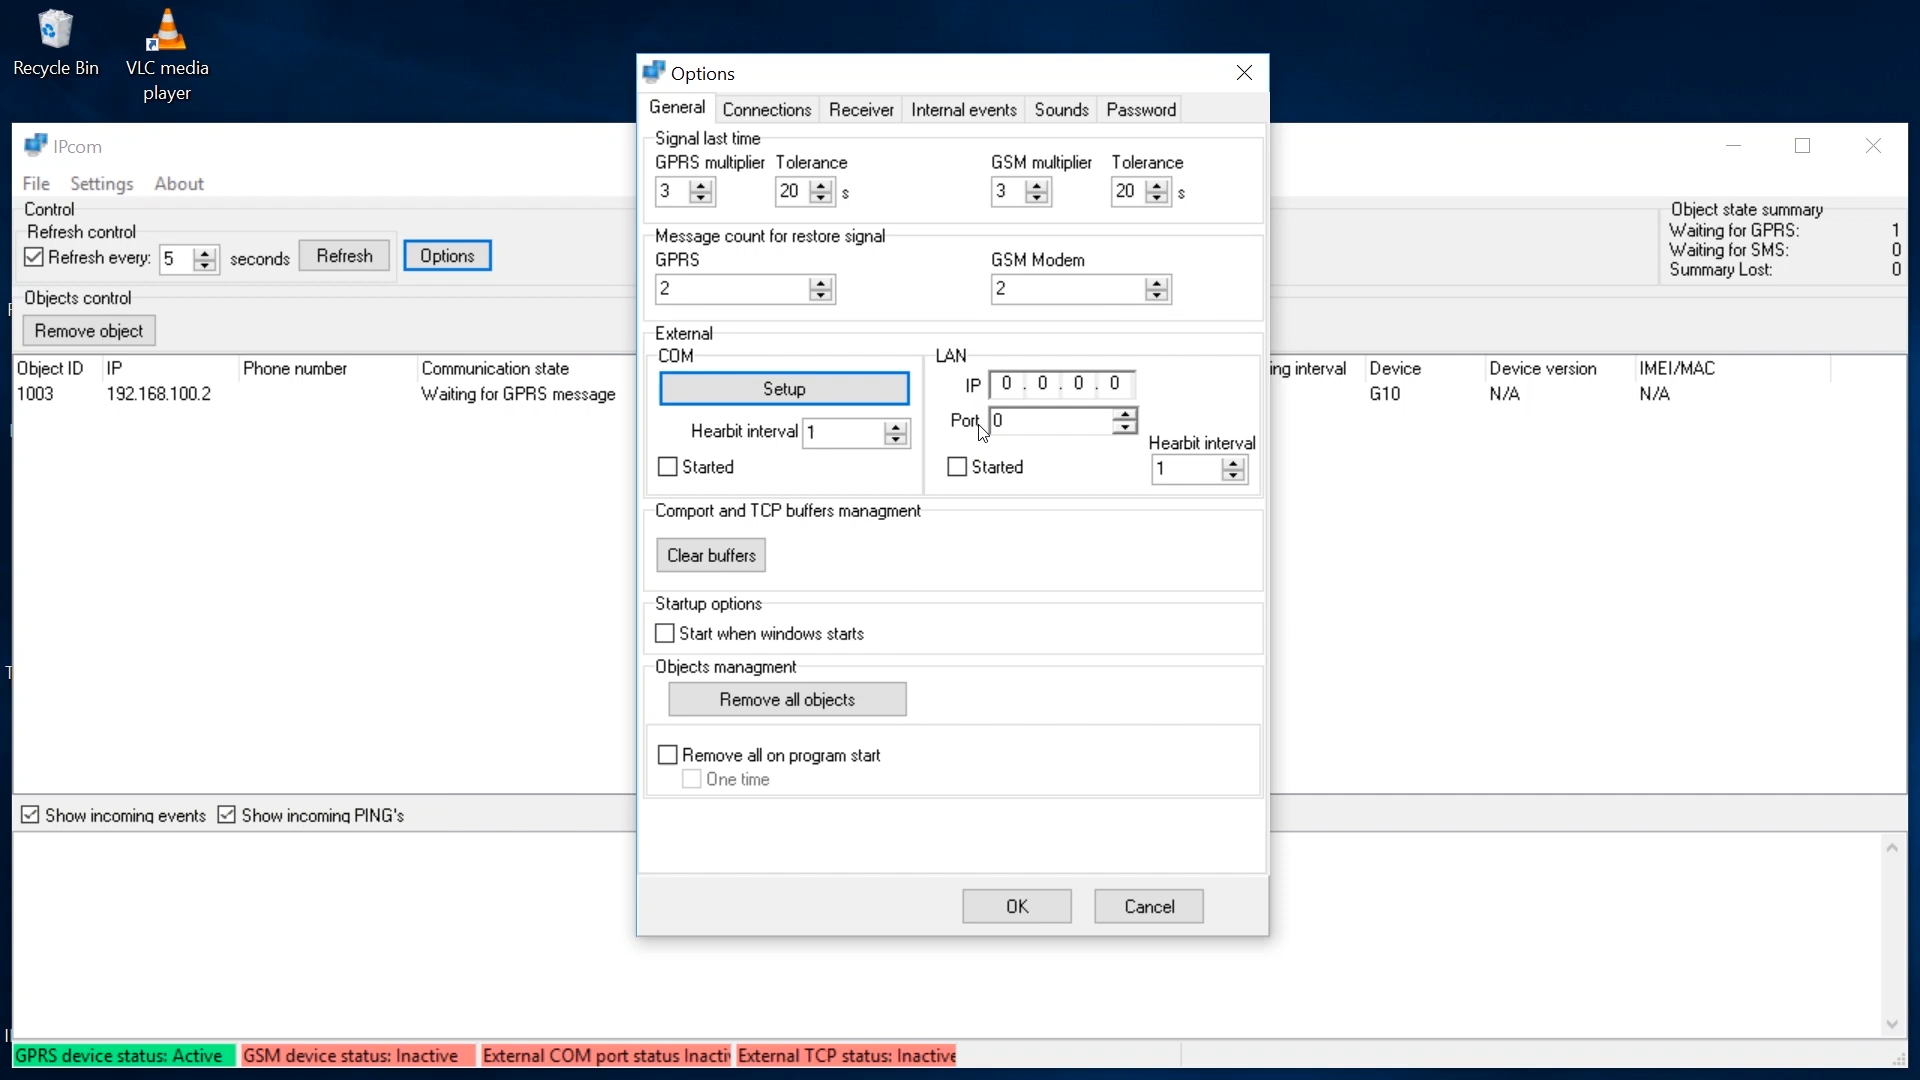 Recycle Bin
VLC media
player
IPcom
File Settings About
Control
Refresh control
Refresh every: 5 seconds Refresh Options
Objects control
Remove object
Object state summary
Waiting for GPRS: 1
Waiting for SMS: 0
Summary Lost: 0
Object ID IP Phone number Communication state ing interval Device Device version IMEI/MAC
1003 192.168.100.2 Waiting for GPRS message G10 N/A N/A
Options
General Connections Receiver Internal events Sounds Password
Signal last time
GPRS multiplier Tolerance GSM multiplier Tolerance
3 20 s 3 20 s
Message count for restore signal
GPRS GSM Modem
2 2
External
COM LAN
Setup IP 0 . 0 . 0 . 0
Hearbit interval 1 Port 0
Hearbit interval
Started Started 1
Comport and TCP buffers managment
Clear buffers
Startup options
Start when windows starts
Objects managment
Remove all objects
Remove all on program start
One time
OK Cancel
Show incoming events Show incoming PING's
GPRS device status: Active GSM device status: Inactive External COM port status Inacti External TCP status: Inactive